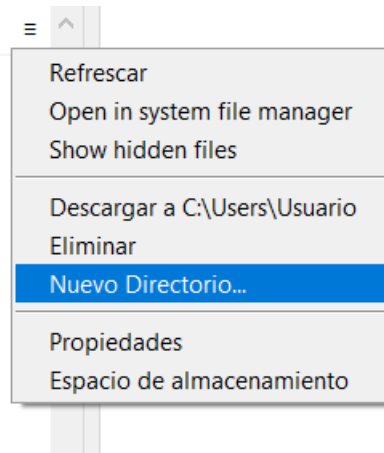 Refrescar
Open in system file manager
Show hidden files
Descargar a C:\Users\Usuario
Eliminar
Nuevo Directorio...
Propiedades
Espacio de almacenamiento